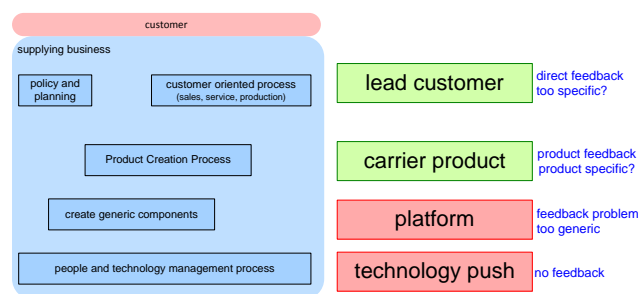 customer
supplying business
policy and
planning
customer oriented process
(sales, service, production)
lead customer
direct feedback
too specific?
Product Creation Process
carrier product
product feedback
product specific?
create generic components
platform
feedback problem
too generic
people and technology management process
technology push
no feedback